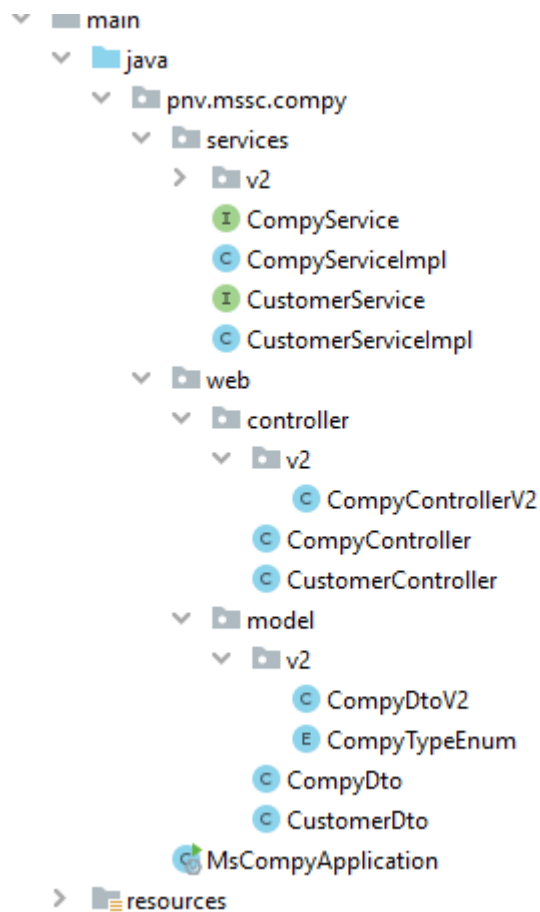 main
java
pnv.mssc.compy
services
v2
I CompyService
C CompyServiceImpl
I CustomerService
C CustomerServiceImpl
web
controller
v2
C CompyControllerV2
C CompyController
C CustomerController
model
v2
C CompyDtoV2
E CompyTypeEnum
C CompyDto
C CustomerDto
C MsCompyApplication
resources